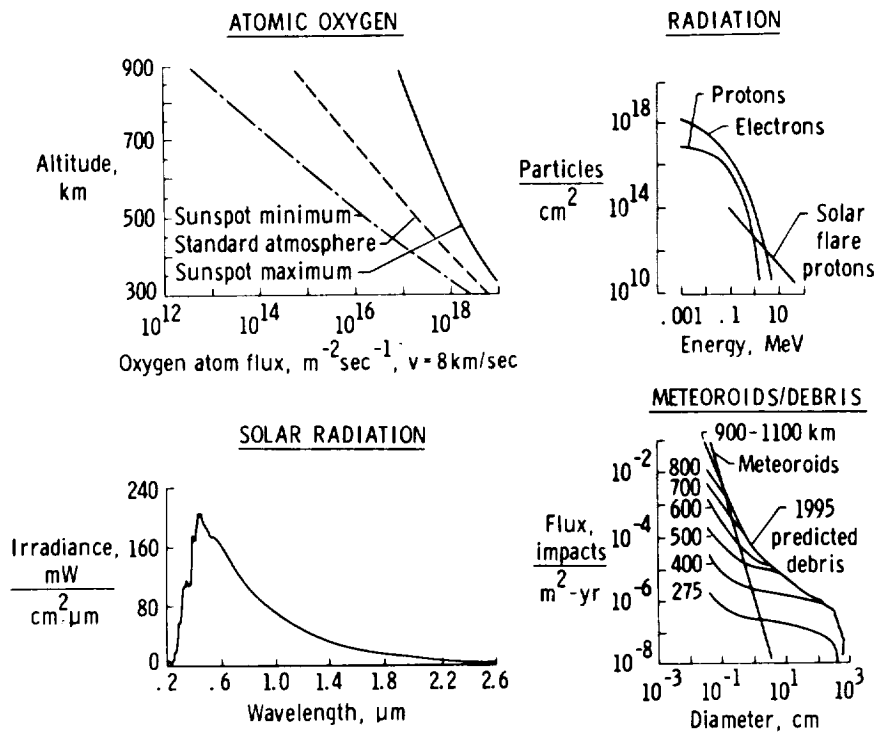 ATOMIC OXYGEN
900
700
500
300
Altitude,
km
Sunspot minimum
Standard atmosphere
Sunspot maximum
10^12 10^14 10^16 10^18
Oxygen atom flux, m^-2 sec^-1, v = 8 km/sec
RADIATION
10^18
10^14
10^10
Particles
cm^2
Protons
Electrons
Solar
flare
protons
.001 .1 10
Energy, MeV
SOLAR RADIATION
240
160
80
0
Irradiance,
mW
cm^2 · μm
.2 .6 1.0 1.4 1.8 2.2 2.6
Wavelength, μm
METEOROIDS/DEBRIS
900-1100 km
Meteoroids
10^-2
10^-4
10^-6
10^-8
Flux,
impacts
m^2-yr
800
700
600
500
400
275
1995
predicted
debris
10^-3 10^-1 10^1 10^3
Diameter, cm